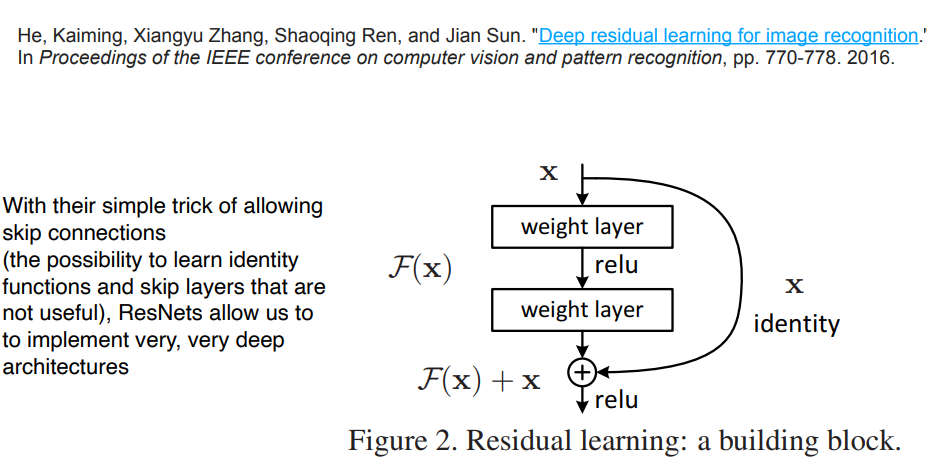 He, Kaiming, Xiangyu Zhang, Shaoqing Ren, and Jian Sun. "Deep residual learning for image recognition."
In Proceedings of the IEEE conference on computer vision and pattern recognition, pp. 770-778. 2016.
With their simple trick of allowing
skip connections
(the possibility to learn identity
functions and skip layers that are
not useful), ResNets allow us to
to implement very, very deep
architectures
x
weight layer
F(x)
relu
weight layer
x
identity
F(x) + x
+
relu
Figure 2. Residual learning: a building block.